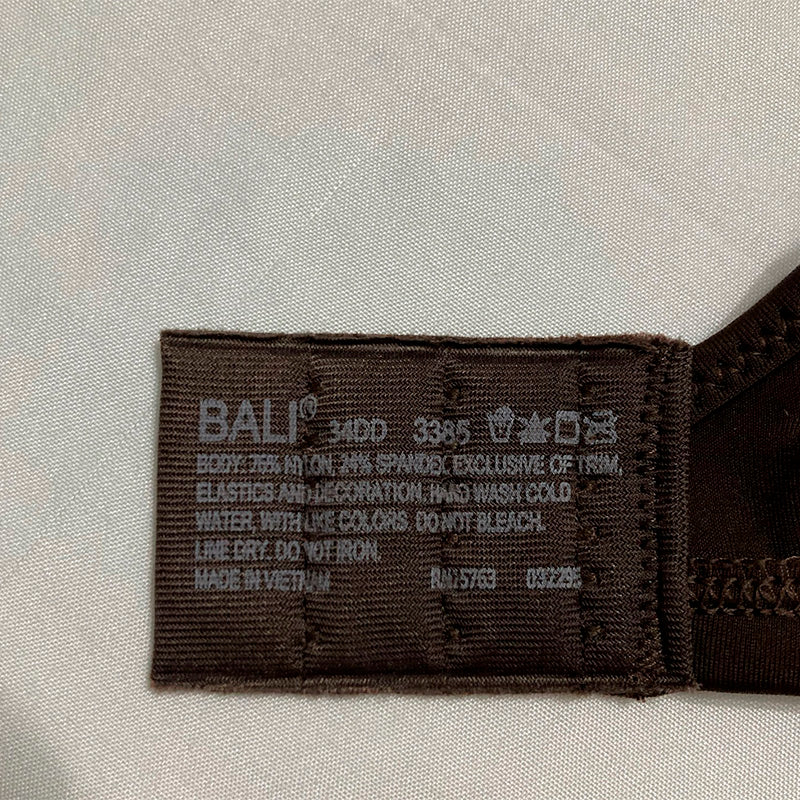 BALI® 34DD 3385
BODY: 76% NYLON, 24% SPANDEX, EXCLUSIVE OF TRIM,
ELASTICS AND DECORATION. HAND WASH COLD
WATER. WITH LIKE COLORS. DO NOT BLEACH.
LINE DRY. DO NOT IRON.
MADE IN VIETNAM RN15763